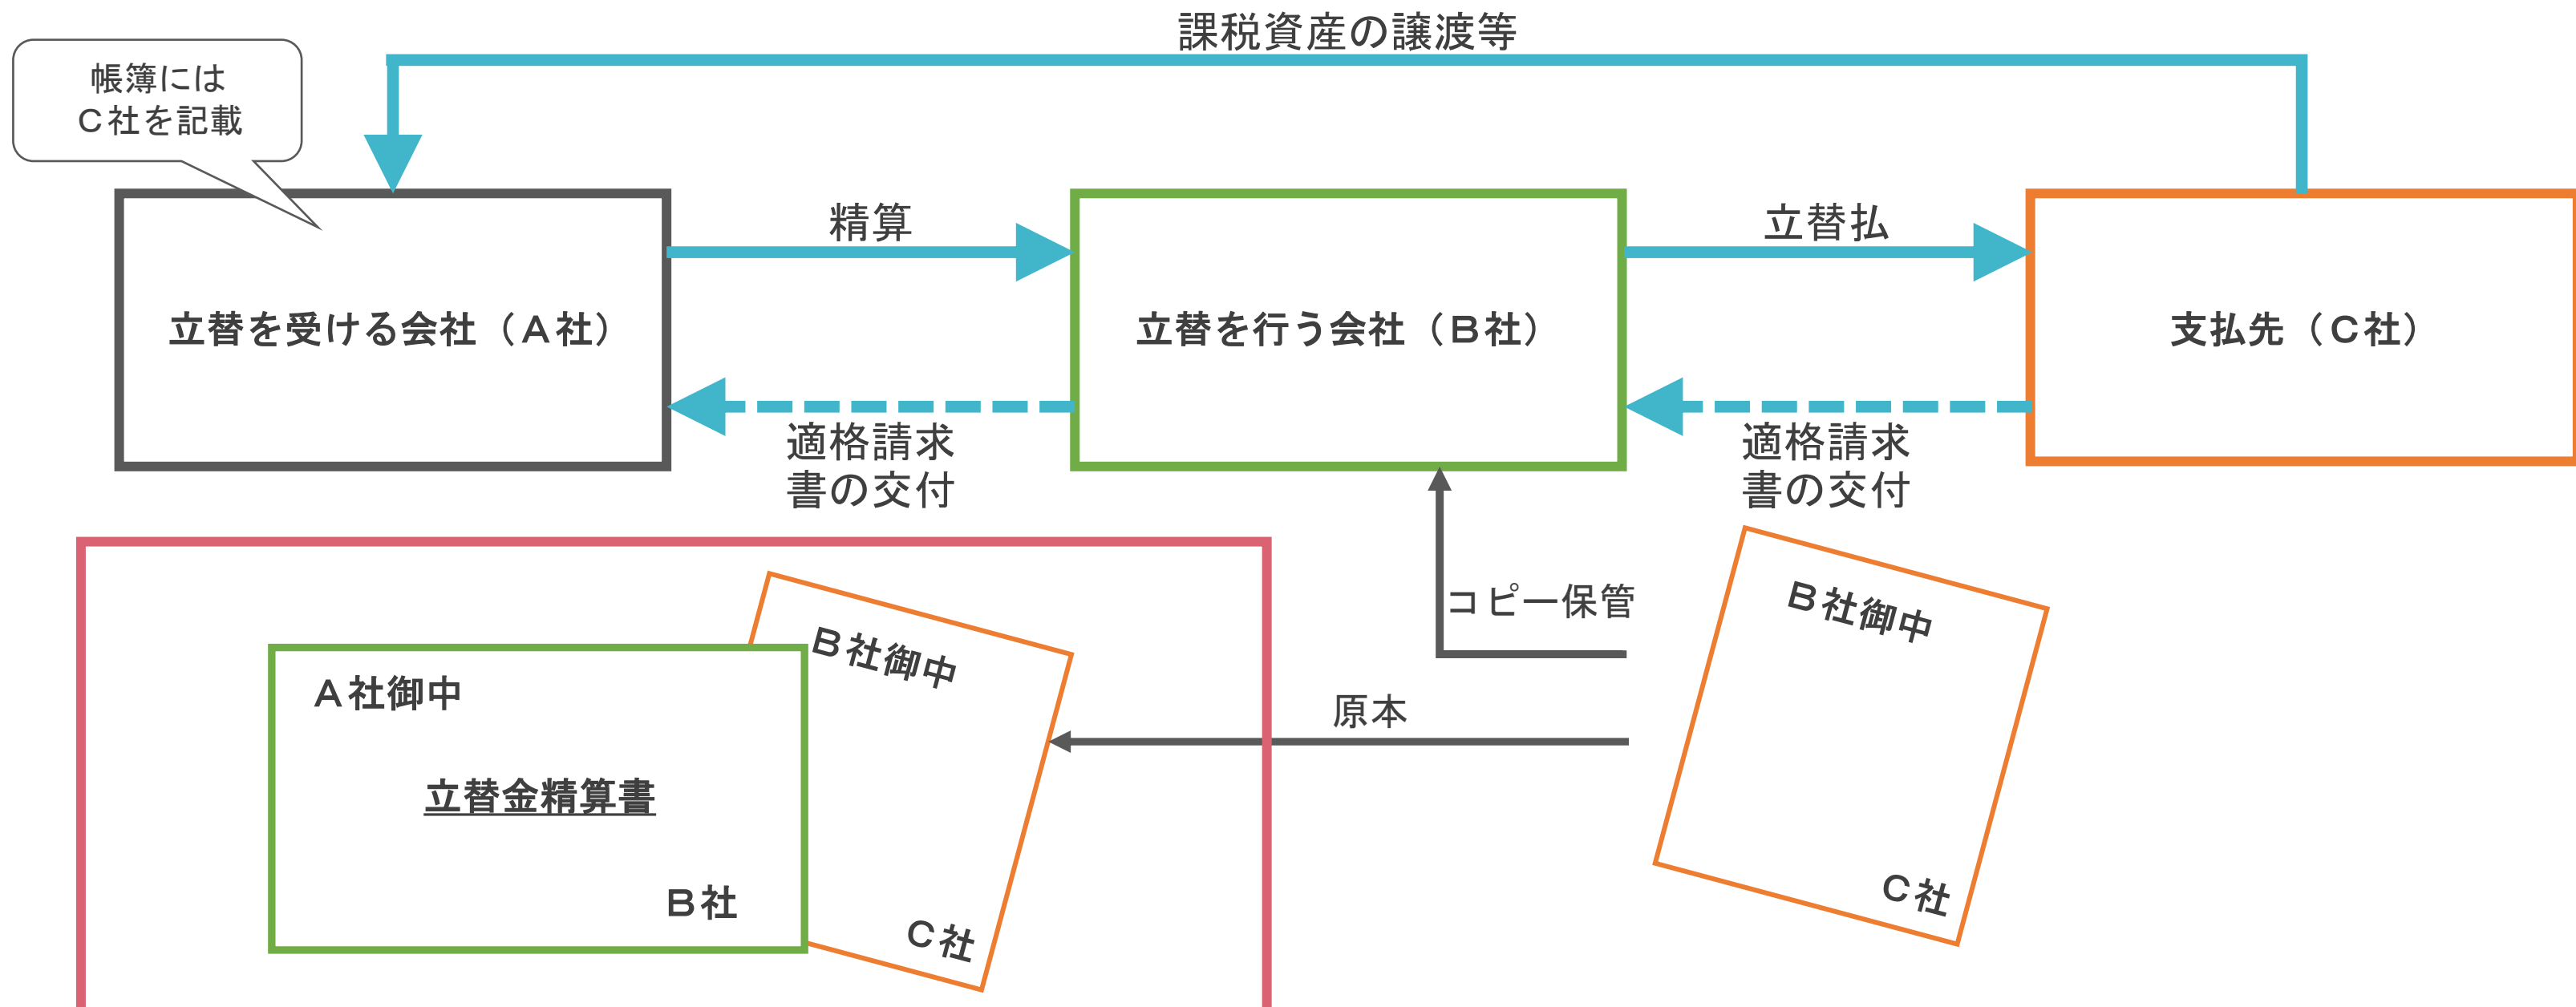 課税資産の譲渡等
帳簿には
C社を記載
精算
立替払
立替を受ける会社（A社）
立替を行う会社（B社）
支払先（C社）
適格請求
書の交付
適格請求
書の交付
コピー保管
B社御中
C社
原本
B社御中
C社
A社御中
立替金精算書
B社